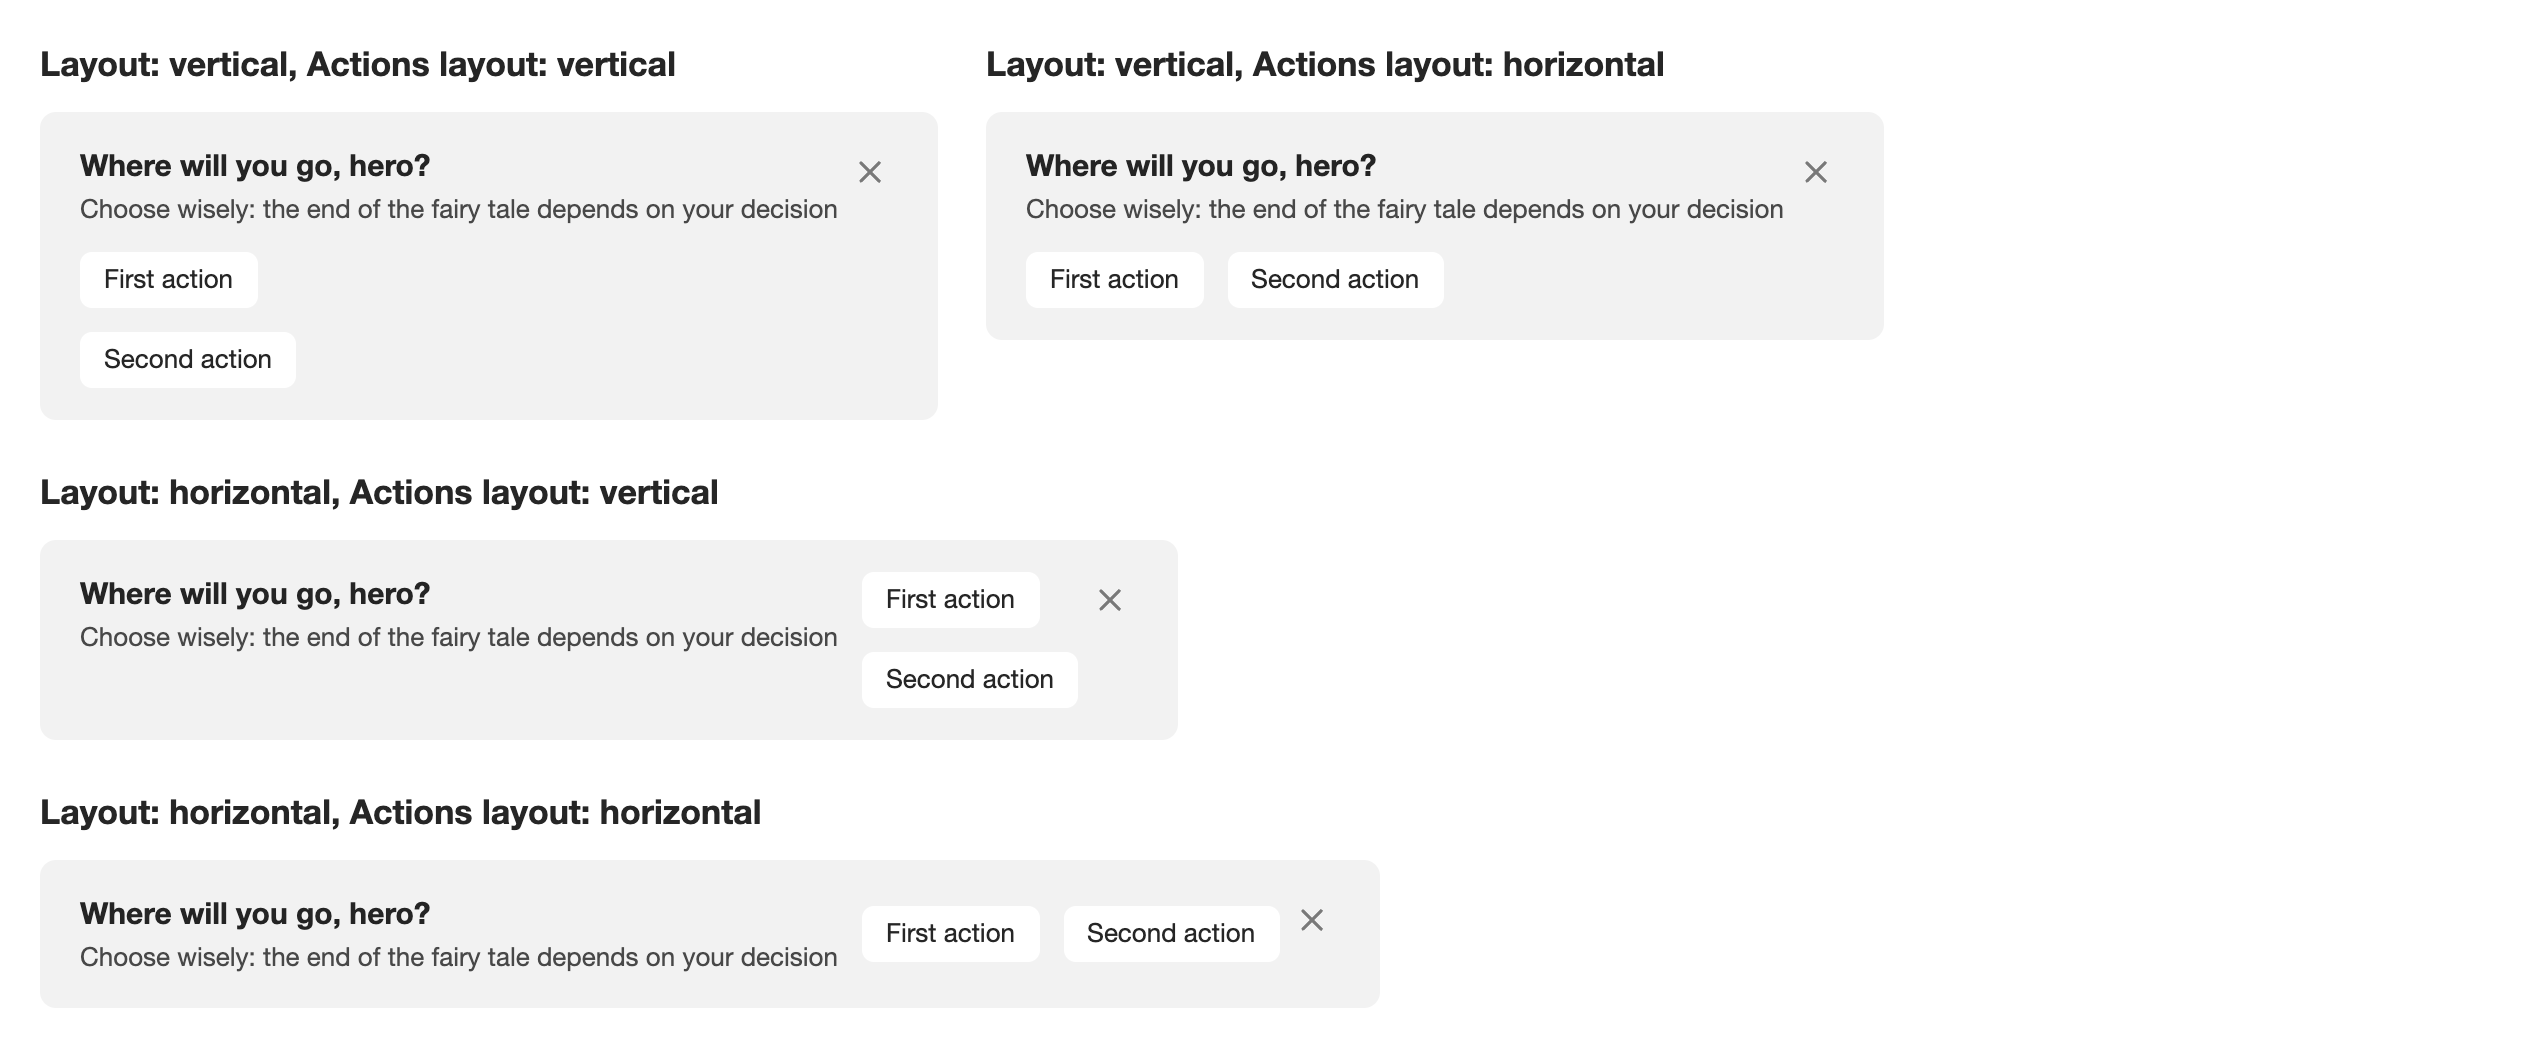 Layout: vertical, Actions layout: vertical
Where will you go, hero?
Choose wisely: the end of the fairy tale depends on your decision
First action
Second action
Layout: vertical, Actions layout: horizontal
Where will you go, hero?
Choose wisely: the end of the fairy tale depends on your decision
First action Second action
Layout: horizontal, Actions layout: vertical
Where will you go, hero?
Choose wisely: the end of the fairy tale depends on your decision
First action
Second action
Layout: horizontal, Actions layout: horizontal
Where will you go, hero?
Choose wisely: the end of the fairy tale depends on your decision
First action Second action